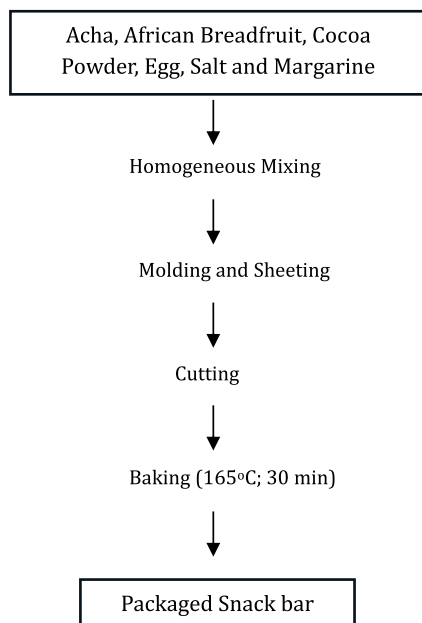 Acha, African Breadfruit, Cocoa
Powder, Egg, Salt and Margarine
Homogeneous Mixing
Molding and Sheeting
Cutting
Baking (165ºC; 30 min)
Packaged Snack bar